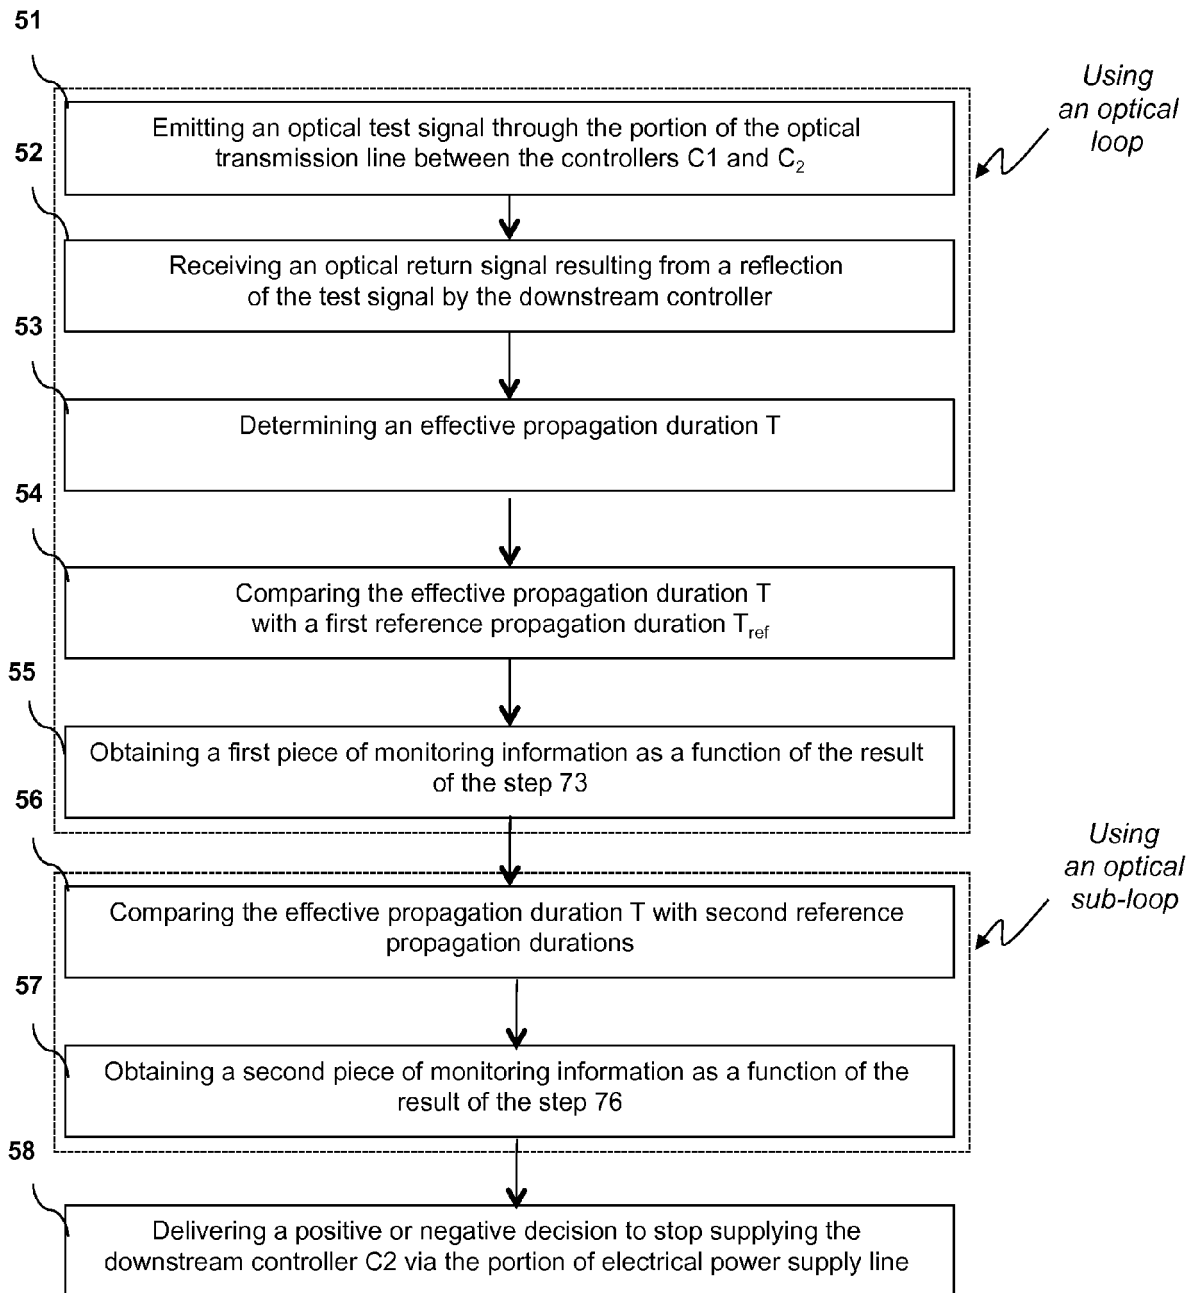 51
Using
an optical
loop
Emitting an optical test signal through the portion of the optical
transmission line between the controllers C1 and C₂
52
Receiving an optical return signal resulting from a reflection
of the test signal by the downstream controller
53
Determining an effective propagation duration T
54
Comparing the effective propagation duration T
with a first reference propagation duration Tref
55
Obtaining a first piece of monitoring information as a function of the result
of the step 73
56
Using
an optical
sub-loop
Comparing the effective propagation duration T with second reference
propagation durations
57
Obtaining a second piece of monitoring information as a function of the
result of the step 76
58
Delivering a positive or negative decision to stop supplying the
downstream controller C2 via the portion of electrical power supply line